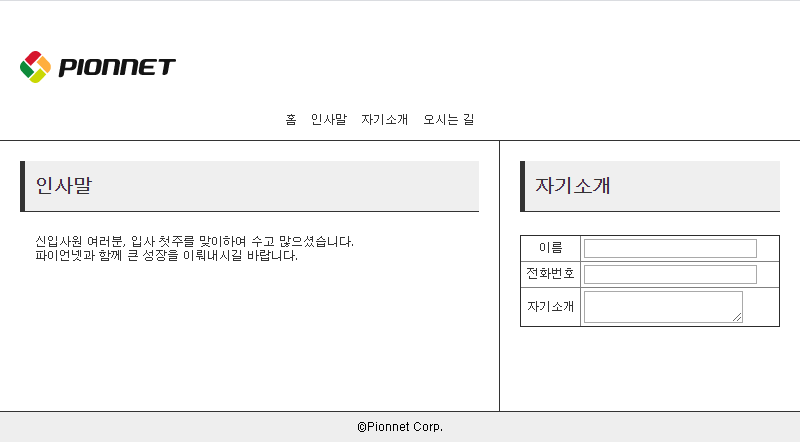 PIONNET
홈 인사말 자기소개 오시는 길
인사말
신입사원 여러분, 입사 첫주를 맞이하여 수고 많으셨습니다.
파이언넷과 함께 큰 성장을 이뤄내시길 바랍니다.
자기소개
이름
전화번호
자기소개
©Pionnet Corp.